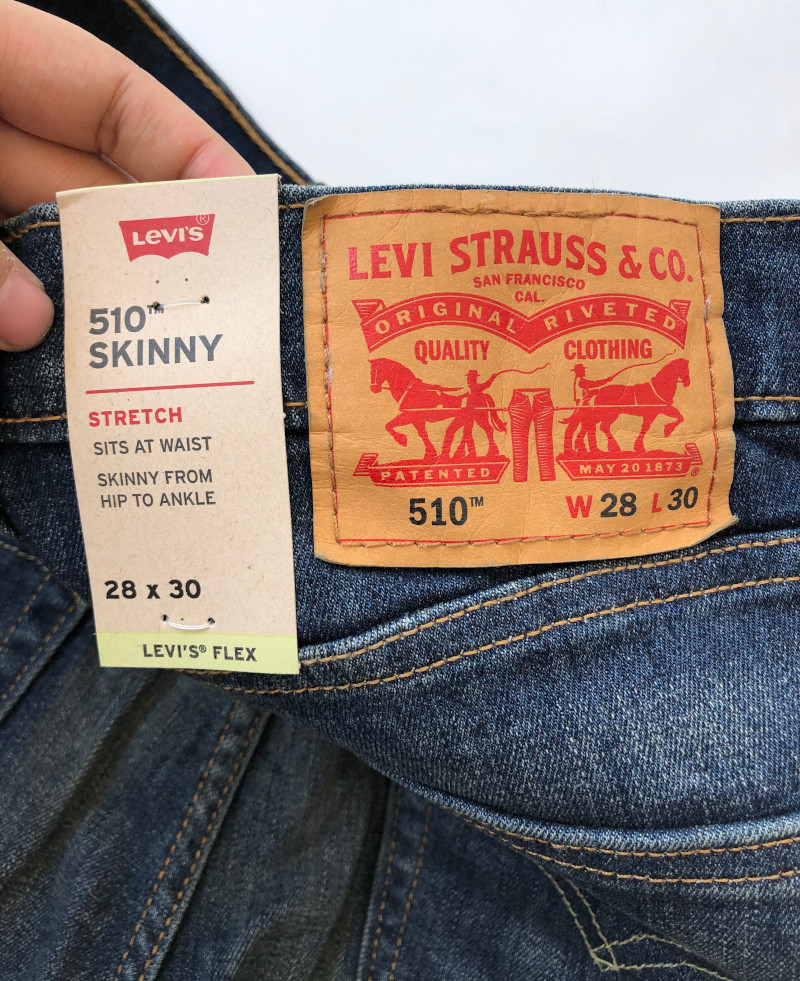 LEVI'S®
510™
SKINNY
STRETCH
SITS AT WAIST
SKINNY FROM
HIP TO ANKLE
28 x 30
LEVI'S® FLEX
LEVI STRAUSS & CO.
SAN FRANCISCO
CAL.
ORIGINAL RIVETED
QUALITY CLOTHING
PATENTED MAY 20 1873 ®
510™ W 28 L 30